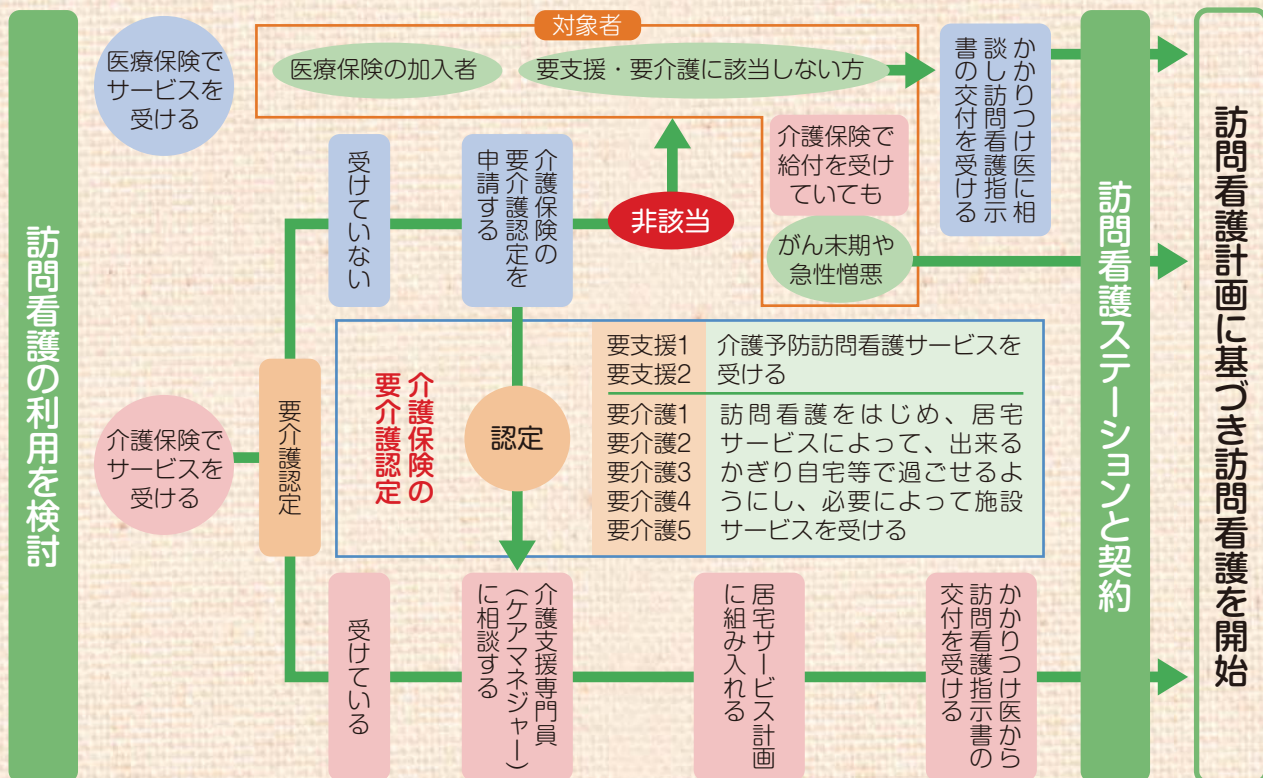 訪問看護の利用を検討
医療保険で
サービスを
受ける
対象者
医療保険の加入者
要支援・要介護に該当しない方
かかりつけ医に相
談し訪問看護指示
書の交付を受ける
介護保険で
給付を受け
ていても
がん末期や
急性憎悪
受けていない
介護保険の
要介護認定を
申請する
非該当
介護保険で
サービスを
受ける
要介護認定
介護保険の
要介護認定
認定
要支援1
要支援2
介護予防訪問看護サービスを
受ける
要介護1
要介護2
要介護3
要介護4
要介護5
訪問看護をはじめ、居宅
サービスによって、出来る
かぎり自宅等で過ごせるよ
うにし、必要によって施設
サービスを受ける
受けている
介護支援専門員
（ケアマネジャー）
に相談する
居宅サービス計画
に組み入れる
かかりつけ医から
訪問看護指示書の
交付を受ける
訪問看護ステーションと契約
訪問看護計画に基づき訪問看護を開始